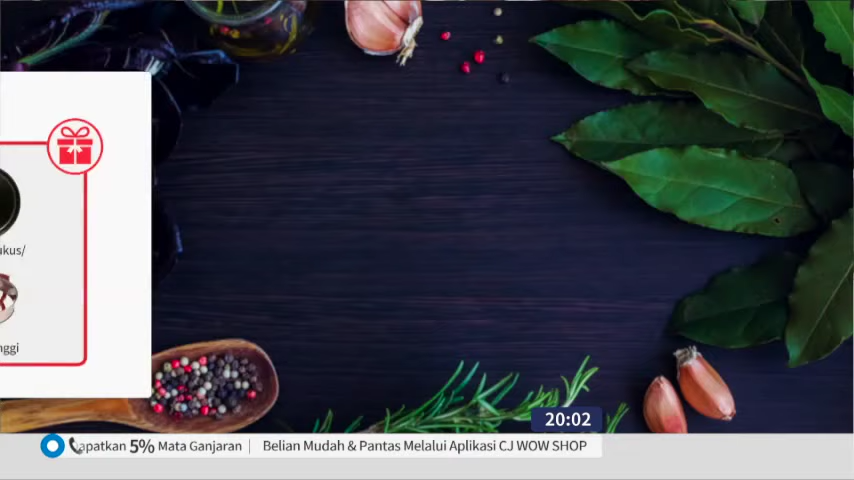 ukus/
nggi
20:02
apatkan 5% Mata Ganjaran | Belian Mudah & Pantas Melalui Aplikasi CJ WOW SHOP